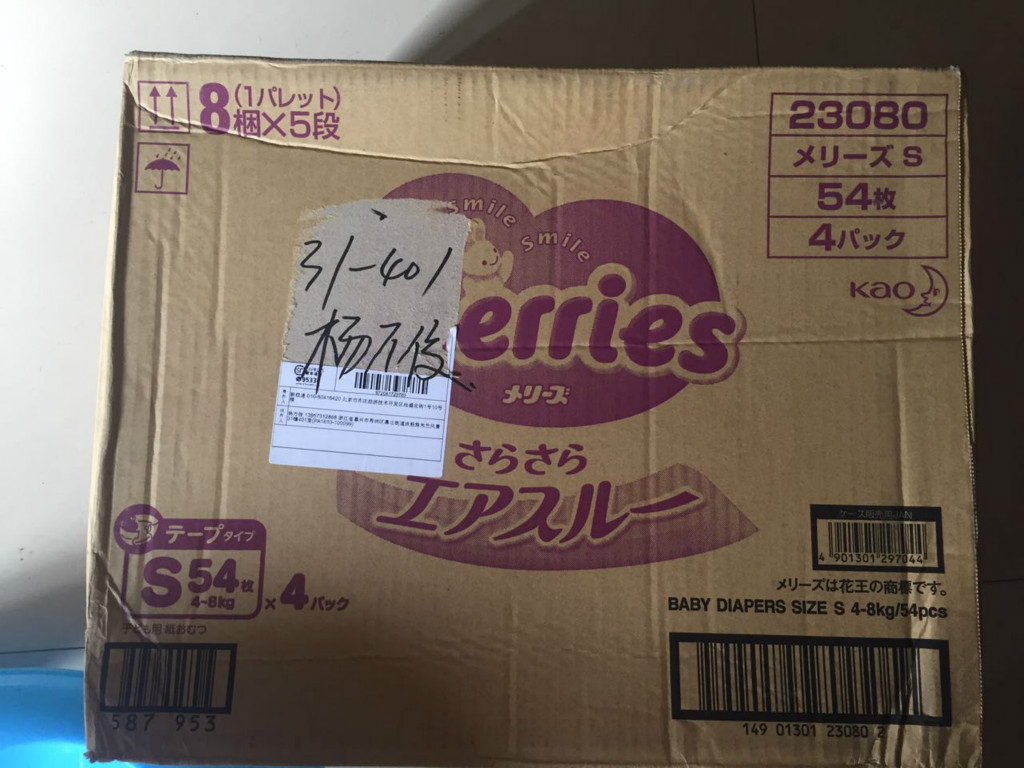 (1パレット)
8梱×5段
23080
メリーズ S
54枚
4パック
Kao
Smile
Smile
erries
メリーズ
31-401
さらさら
エアスルー
テープタイプ
S 54枚
4~8kg
×4パック
子ども用 紙おむつ
587 953
ケース販売用JAN
4 901301 297044
メリーズは花王の商標です。
BABY DIAPERS SIZE S 4-8kg/54pcs
149 01301 23080 2